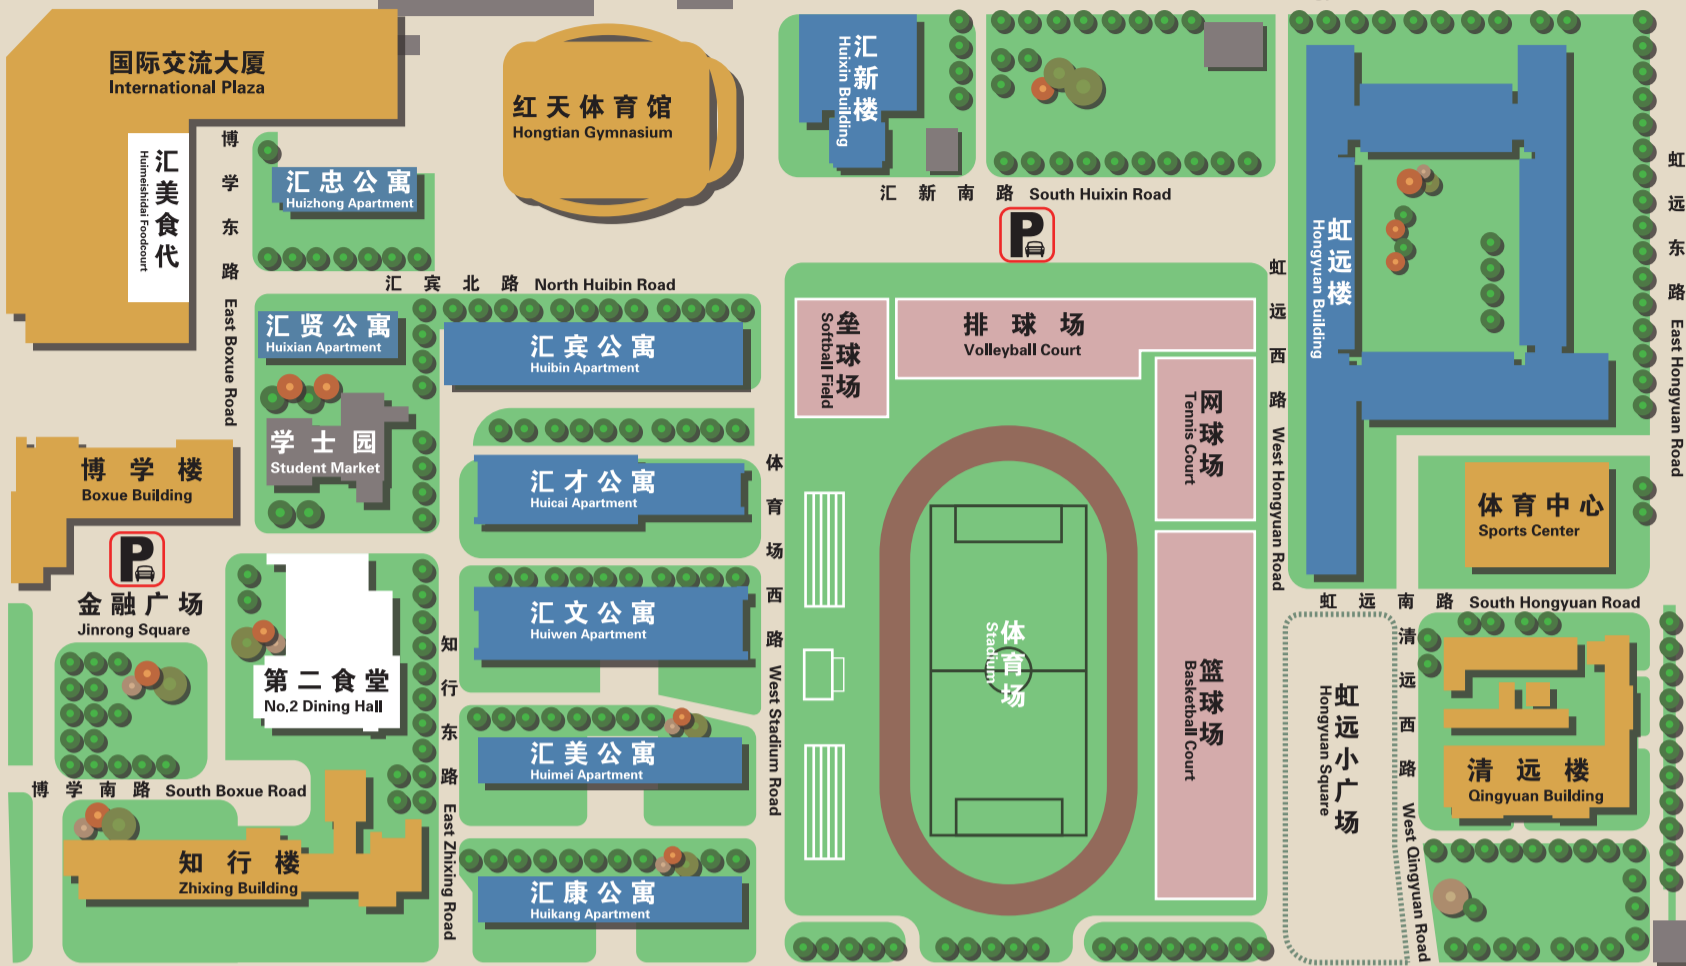 国际交流大厦
International Plaza
汇美食代
Huimeishidai Foodcourt
博学东路
East Boxue Road
汇忠公寓
Huizhong Apartment
红天体育馆
Hongtian Gymnasium
汇新楼
Huixin Building
汇新南路 South Huixin Road
P
汇宾北路 North Huibin Road
汇贤公寓
Huixian Apartment
汇宾公寓
Huibin Apartment
学士园
Student Market
汇才公寓
Huicai Apartment
博学楼
Boxue Building
P
金融广场
Jinrong Square
第二食堂
No.2 Dining Hall
汇文公寓
Huiwen Apartment
汇美公寓
Huimei Apartment
汇康公寓
Huikang Apartment
博学南路 South Boxue Road
知行楼
Zhixing Building
知行东路
East Zhixing Road
体育场西路
West Stadium Road
垒球场
Softball Field
排球场
Volleyball Court
网球场
Tennis Court
体育场
Stadium
篮球场
Basketball Court
虹远西路
West Hongyuan Road
虹远楼
Hongyuan Building
虹远东路
East Hongyuan Road
体育中心
Sports Center
虹远南路 South Hongyuan Road
虹远小广场
Hongyuan Square
清远西路
West Qingyuan Road
清远楼
Qingyuan Building